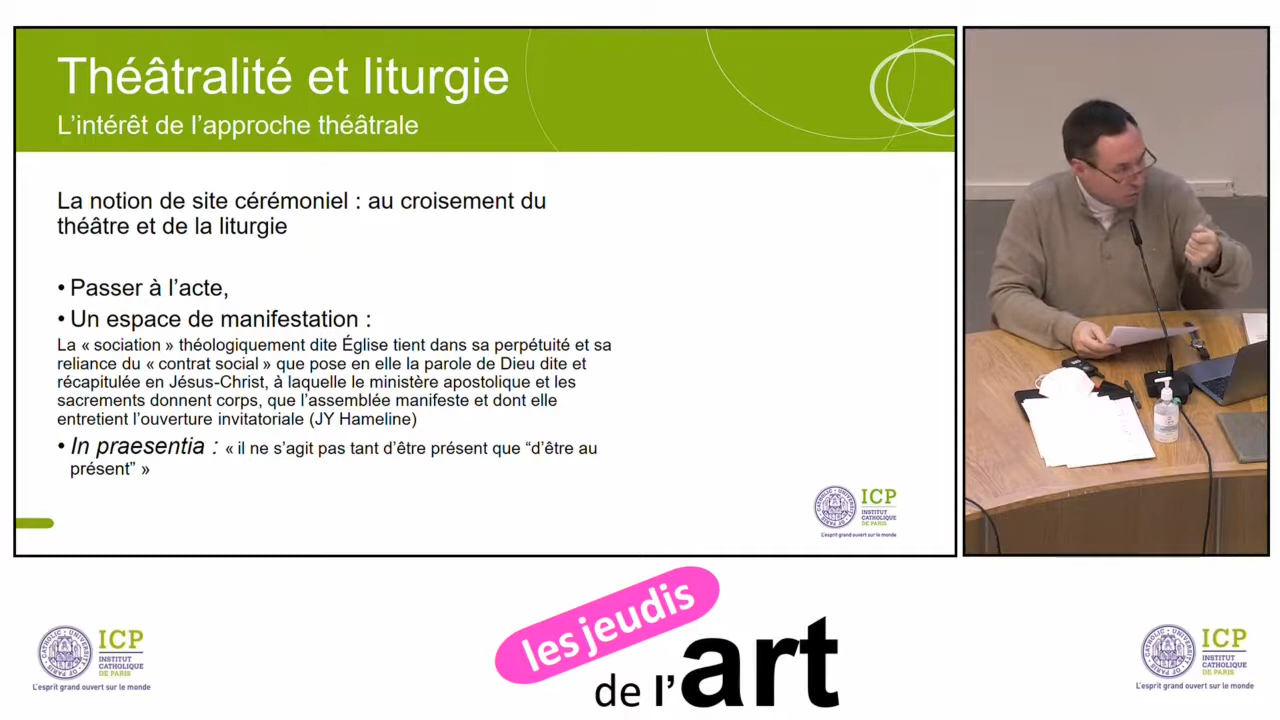 Théâtralité et liturgie
L’intérêt de l’approche théâtrale
La notion de site cérémoniel : au croisement du
théâtre et de la liturgie
• Passer à l’acte,
• Un espace de manifestation :
La « sociation » théologiquement dite Église tient dans sa perpétuité et sa
reliance du « contrat social » que pose en elle la parole de Dieu dite et
récapitulée en Jésus-Christ, à laquelle le ministère apostolique et les
sacrements donnent corps, que l’assemblée manifeste et dont elle
entretient l’ouverture invitatoriale (JY Hameline)
• In praesentia : « il ne s’agit pas tant d’être présent que “d’être au
présent” »
CATHOLIC UNIVERSITY OF PARIS
ICP
INSTITUT
CATHOLIQUE
DE PARIS
L’esprit grand ouvert sur le monde
ICP
INSTITUT
CATHOLIQUE
DE PARIS
L’esprit grand ouvert sur le monde
les jeudis
de l’art
ICP
INSTITUT
CATHOLIQUE
DE PARIS
L’esprit grand ouvert sur le monde